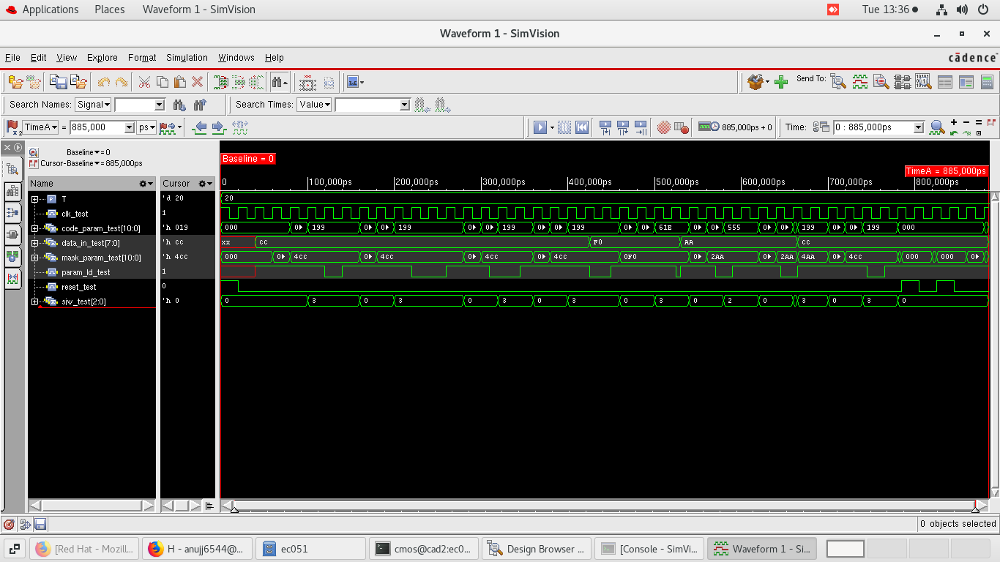 Applications Places Waveform 1 - SimVision Tue 13:36
Waveform 1 - SimVision
File Edit View Explore Format Simulation Windows Help cādence
Send To:
Search Names: Signal Search Times: Value
x2 TimeA = 885,000 ps 885,000ps + 0 Time: 0 : 885,000ps
Baseline = 0
Cursor-Baseline = 885,000ps
Baseline = 0
TimeA = 885,000ps
Name Cursor 0 100,000ps 200,000ps 300,000ps 400,000ps 500,000ps 600,000ps 700,000ps 800,000ps
T 'd 20 20
clk_test 1
code_param_test[10:0] 'h 019 000 0 199 0 0 199 0 0 199 0 0 199 0 0 61E 0 0 555 0 0 199 0 0 199 000
data_in_test[7:0] 'h cc xx CC F0 AA CC
mask_param_test[10:0] 'h 4cc 000 0 4CC 0 4CC 0 4CC 0 4CC 0F0 0 2AA 0 2AA 4AA 0 4CC 000 000 0
param_ld_test 1
reset_test 0
sjw_test[2:0] 'h 0 0 3 0 3 0 3 0 3 0 3 0 2 0 3 0 3 0
0 objects selected
[Red Hat - Mozill... H - anujj6544@... ec051 cmos@cad2:ec0... Design Browser ... [Console - SimVi... Waveform 1 - Si...